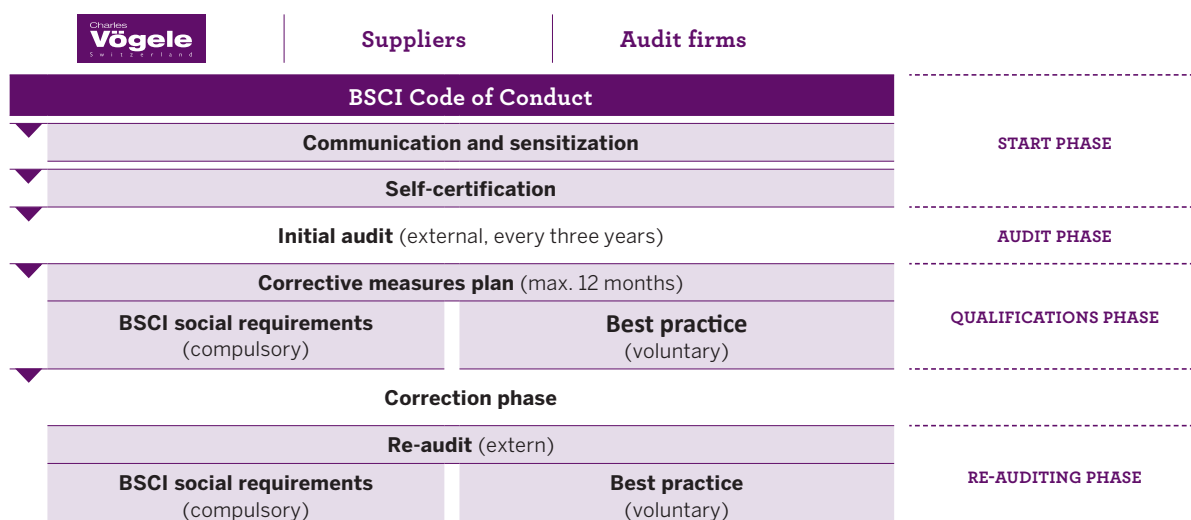 Charles
Vögele
Switzerland
Suppliers
Audit firms
BSCI Code of Conduct
Communication and sensitization
START PHASE
Self-certification
Initial audit (external, every three years)
AUDIT PHASE
Corrective measures plan (max. 12 months)
BSCI social requirements
(compulsory)
Best practice
(voluntary)
QUALIFICATIONS PHASE
Correction phase
Re-audit (extern)
BSCI social requirements
(compulsory)
Best practice
(voluntary)
RE-AUDITING PHASE